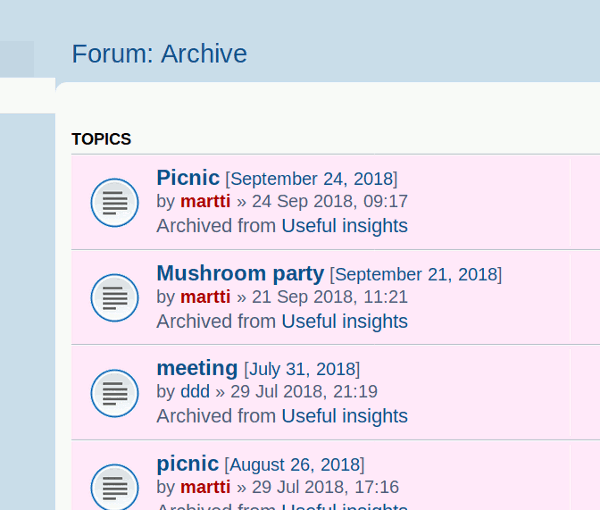 Forum: Archive
TOPICS
Picnic [September 24, 2018]
by martti » 24 Sep 2018, 09:17
Archived from Useful insights
Mushroom party [September 21, 2018]
by martti » 21 Sep 2018, 11:21
Archived from Useful insights
meeting [July 31, 2018]
by ddd » 29 Jul 2018, 21:19
Archived from Useful insights
picnic [August 26, 2018]
by martti » 29 Jul 2018, 17:16
Archived from Useful insights